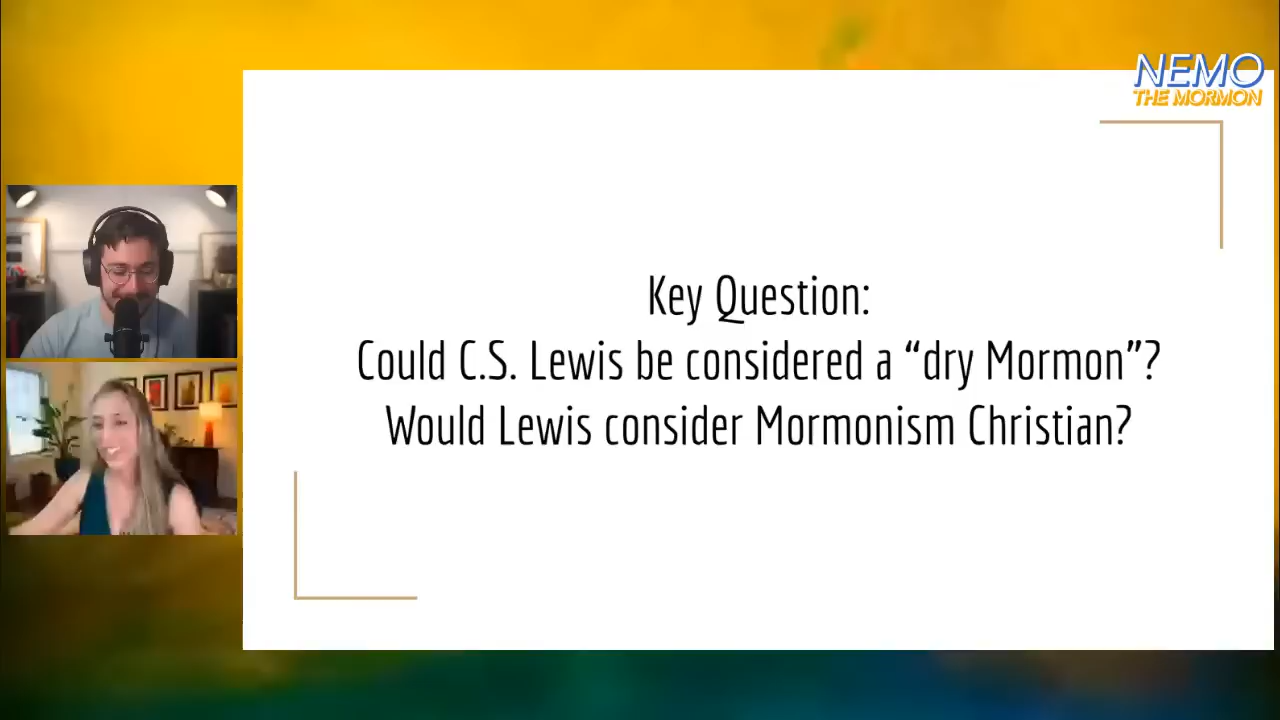 NEMO
THE MORMON
Key Question:
Could C.S. Lewis be considered a “dry Mormon”?
Would Lewis consider Mormonism Christian?